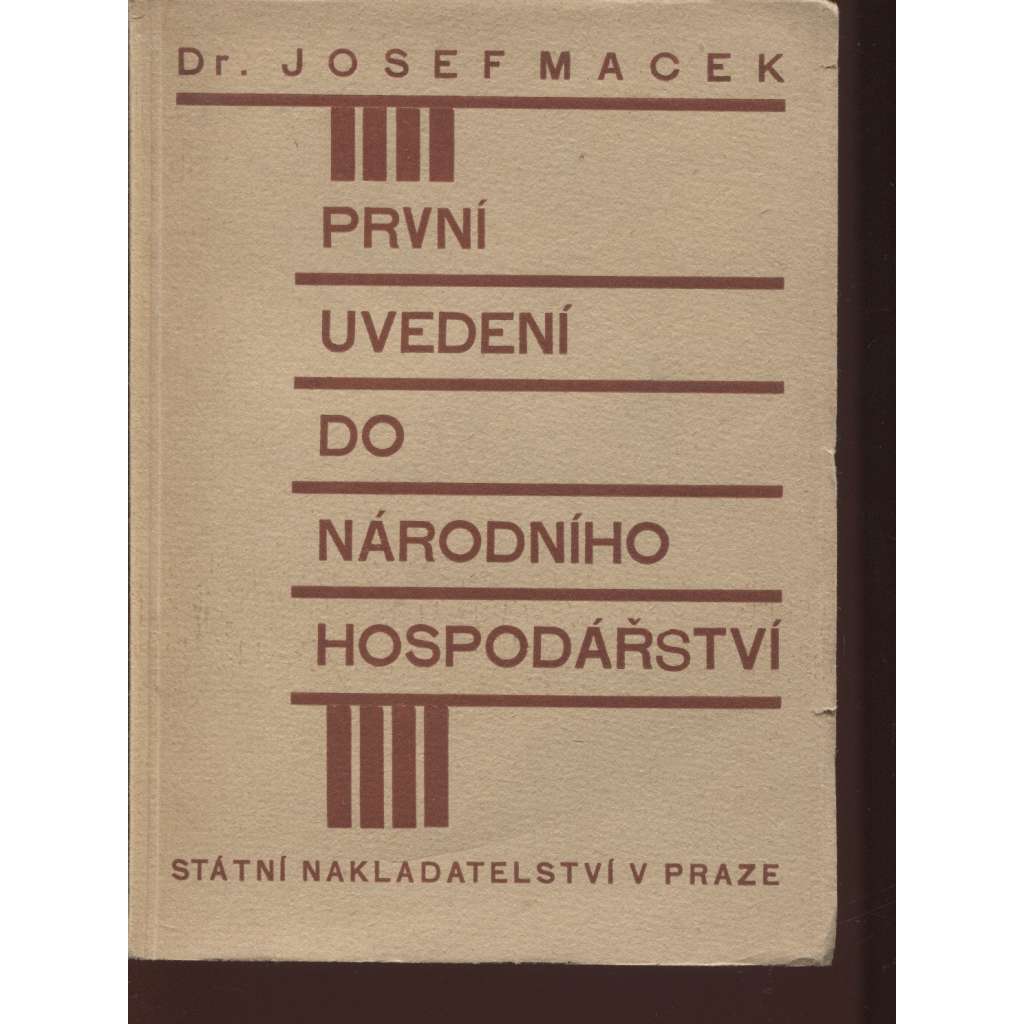 Dr. JOSEF MACEK
PRVNÍ
UVEDENÍ
DO
NÁRODNÍHO
HOSPODÁŘSTVÍ
STÁTNÍ NAKLADATELSTVÍ V PRAZE